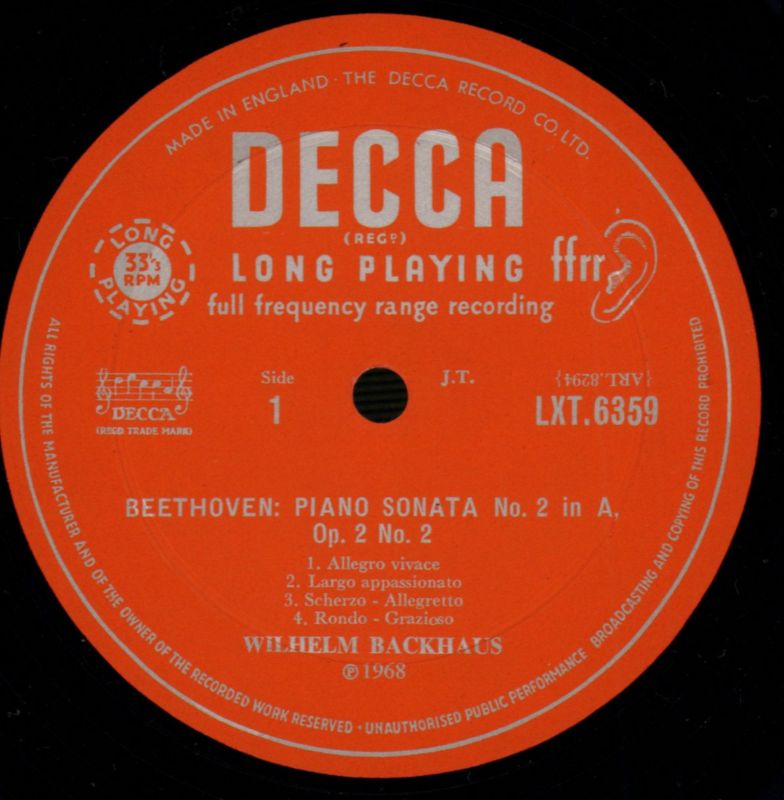 MADE IN ENGLAND · THE DECCA RECORD CO. LTD.
DECCA
(REGD)
LONG PLAYING
ffrr
full frequency range recording
LONG
33⅓
RPM
PLAYING
DECCA
(REGD TRADE MARK)
Side
1
J.T.
(ARL.8294)
LXT.6359
BEETHOVEN: PIANO SONATA No. 2 in A,
Op. 2 No. 2
1. Allegro vivace
2. Largo appassionato
3. Scherzo - Allegretto
4. Rondo - Grazioso
WILHELM BACKHAUS
℗ 1968
ALL RIGHTS OF THE MANUFACTURER AND OF THE OWNER OF THE RECORDED WORK RESERVED · UNAUTHORISED PUBLIC PERFORMANCE BROADCASTING AND COPYING OF THIS RECORD PROHIBITED